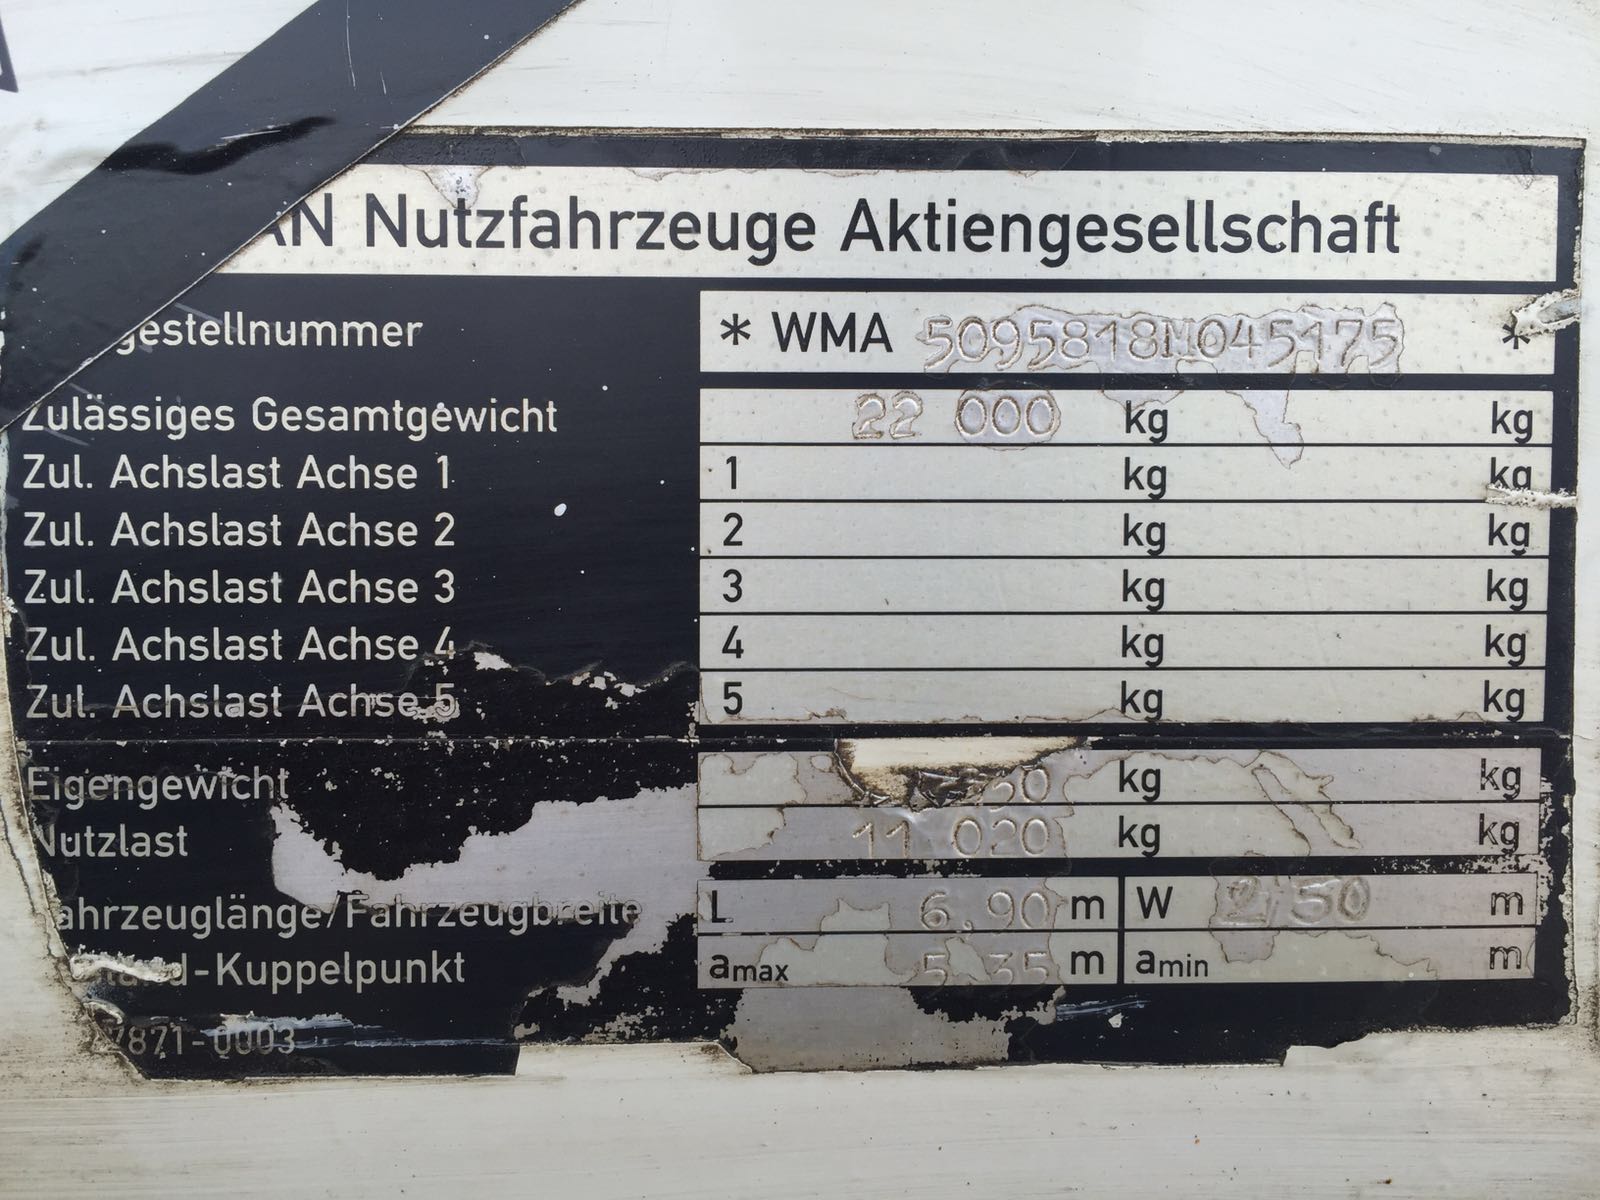 AN Nutzfahrzeuge Aktiengesellschaft
gestellnummer * WMA 5095818M045175 *
Zulässiges Gesamtgewicht 22 000 kg kg
Zul. Achslast Achse 1 1 kg kg
Zul. Achslast Achse 2 2 kg kg
Zul. Achslast Achse 3 3 kg kg
Zul. Achslast Achse 4 4 kg kg
Zul. Achslast Achse 5 5 kg kg
Eigengewicht kg kg
Nutzlast 11 020 kg kg
ahrzeuglänge/Fahrzeugbreite L 6,90 m W 2,50 m
-Kuppelpunkt amax 5,35 m amin m
7871-0003